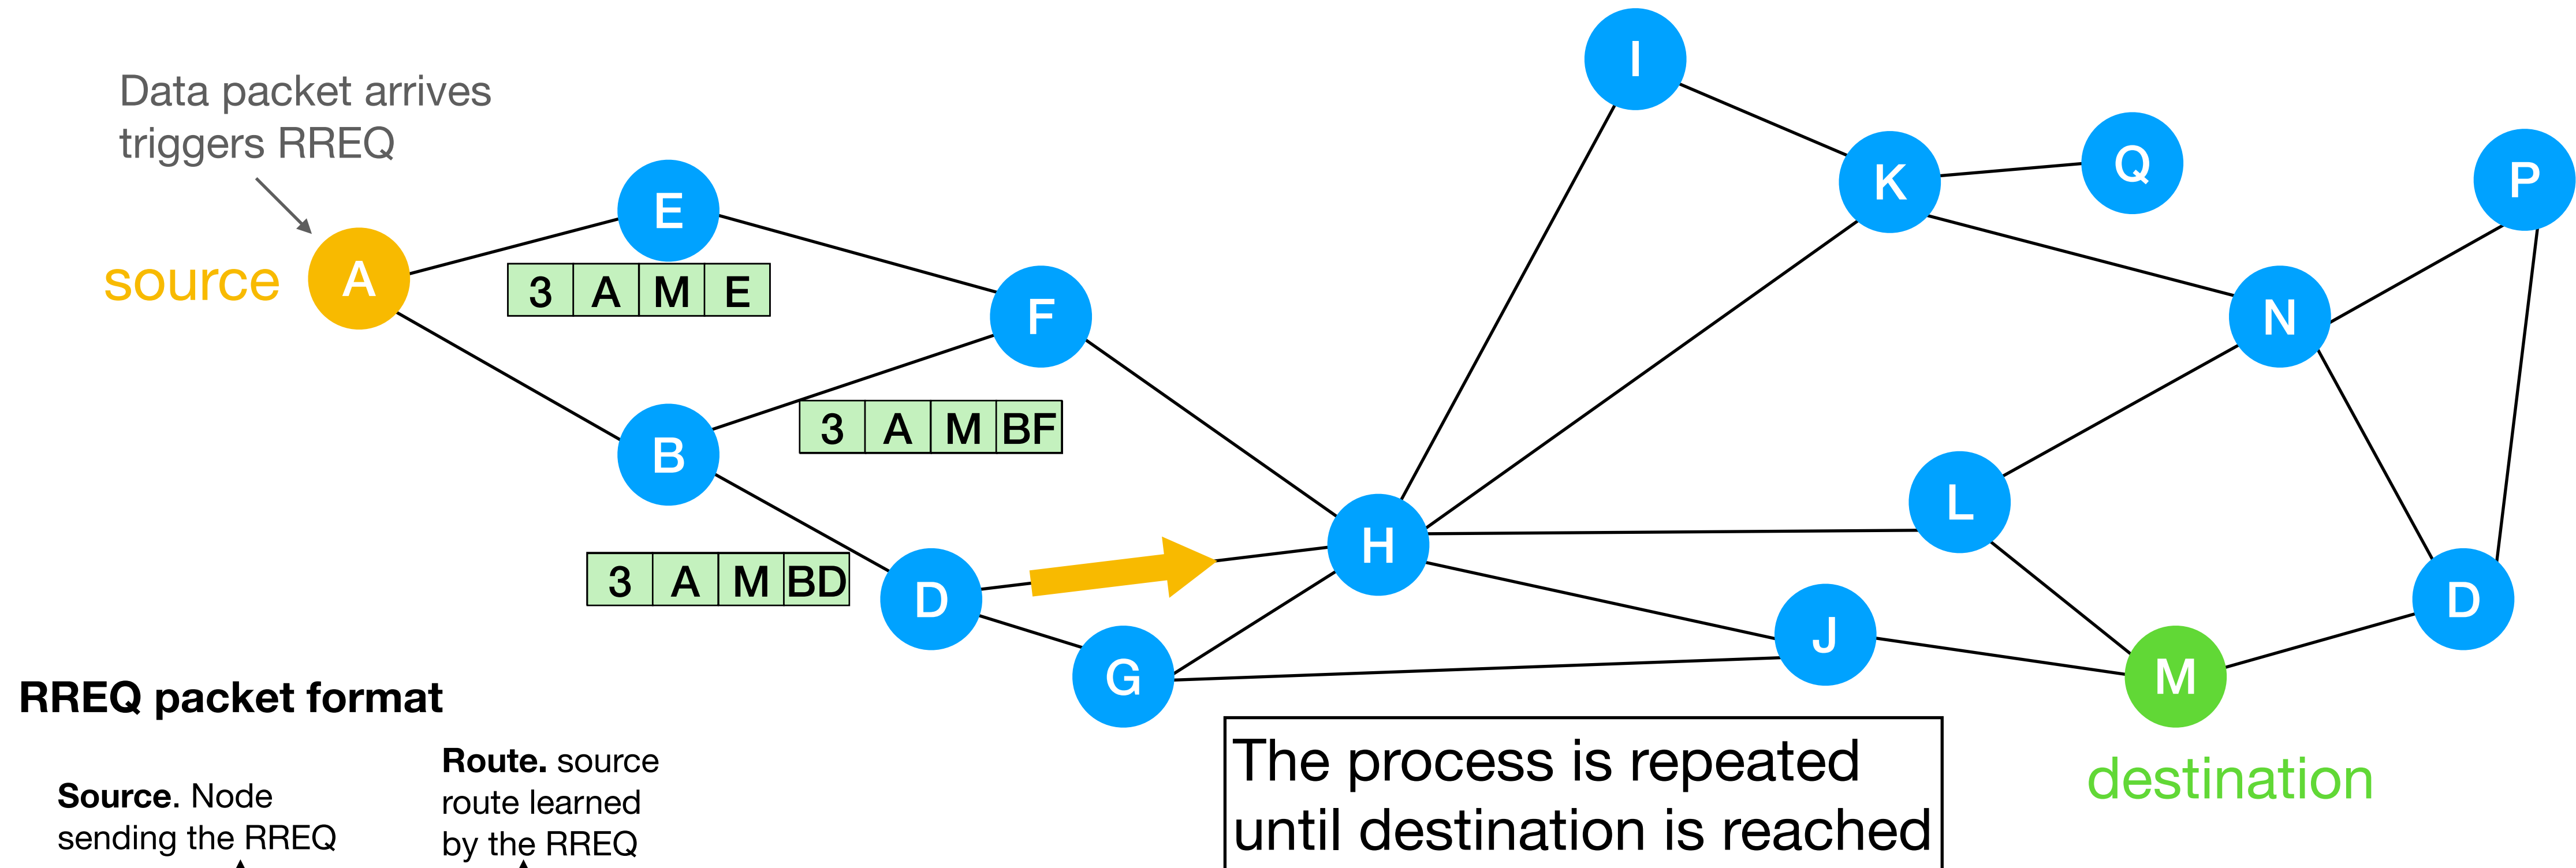 Data packet arrives
triggers RREQ
source
A
E
3 A M E
F
B
3 A M BF
3 A M BD
D
G
H
I
K
Q
P
N
L
J
D
M
destination
RREQ packet format
Source. Node
sending the RREQ
Route. source
route learned
by the RREQ
The process is repeated
until destination is reached